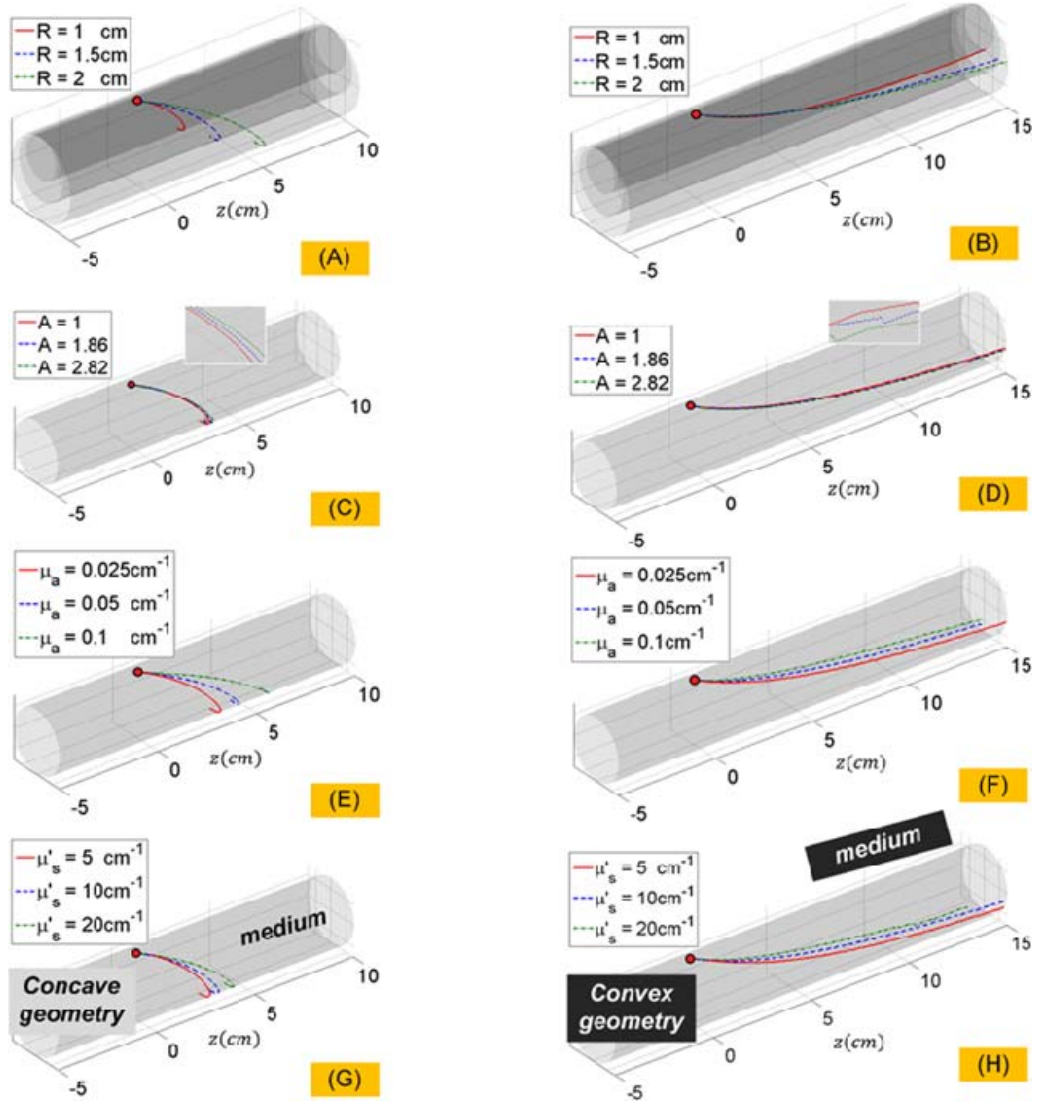 R = 1 cm
R = 1.5cm
R = 2 cm
10
5
0
-5
z(cm)
(A)
R = 1 cm
R = 1.5cm
R = 2 cm
15
10
5
0
-5
z(cm)
(B)
A = 1
A = 1.86
A = 2.82
10
5
0
-5
z(cm)
(C)
A = 1
A = 1.86
A = 2.82
15
10
5
0
-5
z(cm)
(D)
μa = 0.025cm-1
μa = 0.05 cm-1
μa = 0.1 cm-1
10
5
0
-5
z(cm)
(E)
μa = 0.025cm-1
μa = 0.05cm-1
μa = 0.1cm-1
15
10
5
0
-5
z(cm)
(F)
μ's = 5 cm-1
μ's = 10cm-1
μ's = 20cm-1
medium
Concave
geometry
10
5
0
-5
z(cm)
(G)
μ's = 5 cm-1
μ's = 10cm-1
μ's = 20cm-1
medium
Convex
geometry
15
10
5
0
-5
z(cm)
(H)